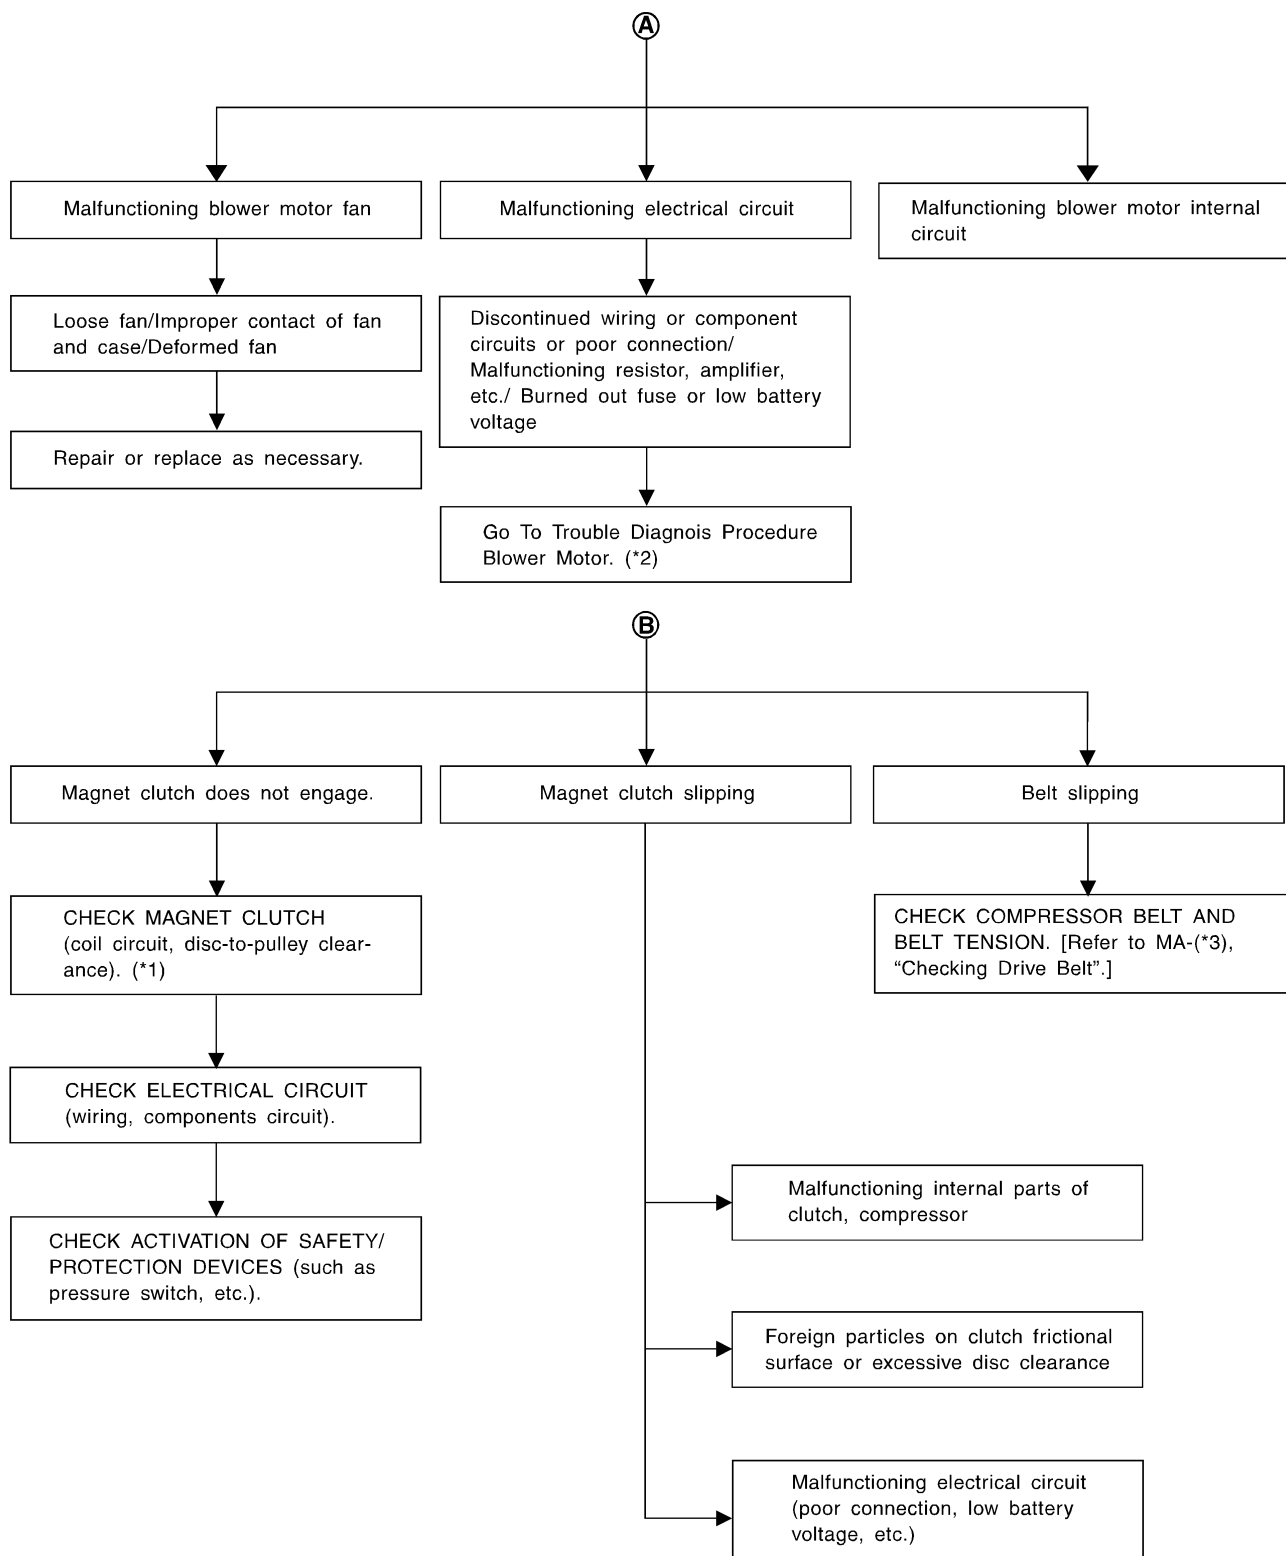 A
Malfunctioning blower motor fan
Malfunctioning electrical circuit
Malfunctioning blower motor internal
circuit
Loose fan/Improper contact of fan
and case/Deformed fan
Discontinued wiring or component
circuits or poor connection/
Malfunctioning resistor, amplifier,
etc./ Burned out fuse or low battery
voltage
Repair or replace as necessary.
Go To Trouble Diagnois Procedure
Blower Motor. (*2)
B
Magnet clutch does not engage.
Magnet clutch slipping
Belt slipping
CHECK MAGNET CLUTCH
(coil circuit, disc-to-pulley clear-
ance). (*1)
CHECK COMPRESSOR BELT AND
BELT TENSION. [Refer to MA-(*3),
“Checking Drive Belt”.]
CHECK ELECTRICAL CIRCUIT
(wiring, components circuit).
CHECK ACTIVATION OF SAFETY/
PROTECTION DEVICES (such as
pressure switch, etc.).
Malfunctioning internal parts of
clutch, compressor
Foreign particles on clutch frictional
surface or excessive disc clearance
Malfunctioning electrical circuit
(poor connection, low battery
voltage, etc.)